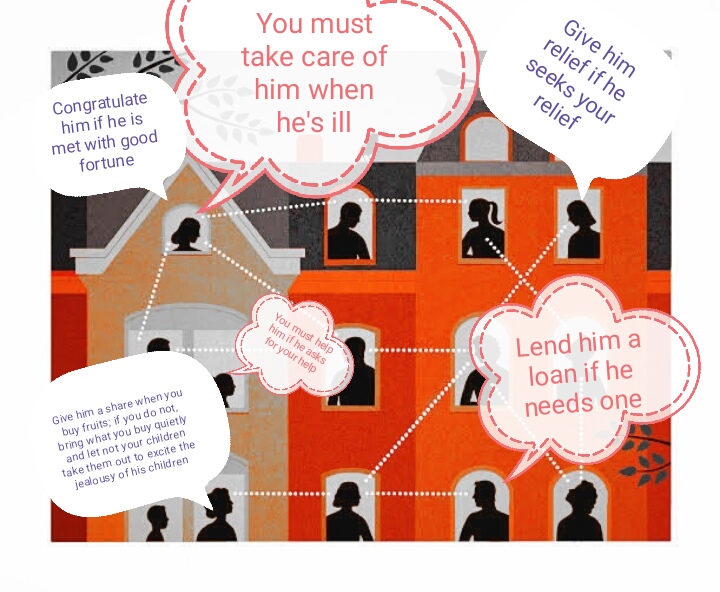 You must
take care of
him when
he's ill
Give him
relief if he
seeks your
relief
Congratulate
him if he is
met with good
fortune
You must help
him if he asks
for your help
Lend him a
loan if he
needs one
Give him a share when you
buy fruits; if you do not,
bring what you buy quietly
and let not your children
take them out to excite the
jealousy of his children